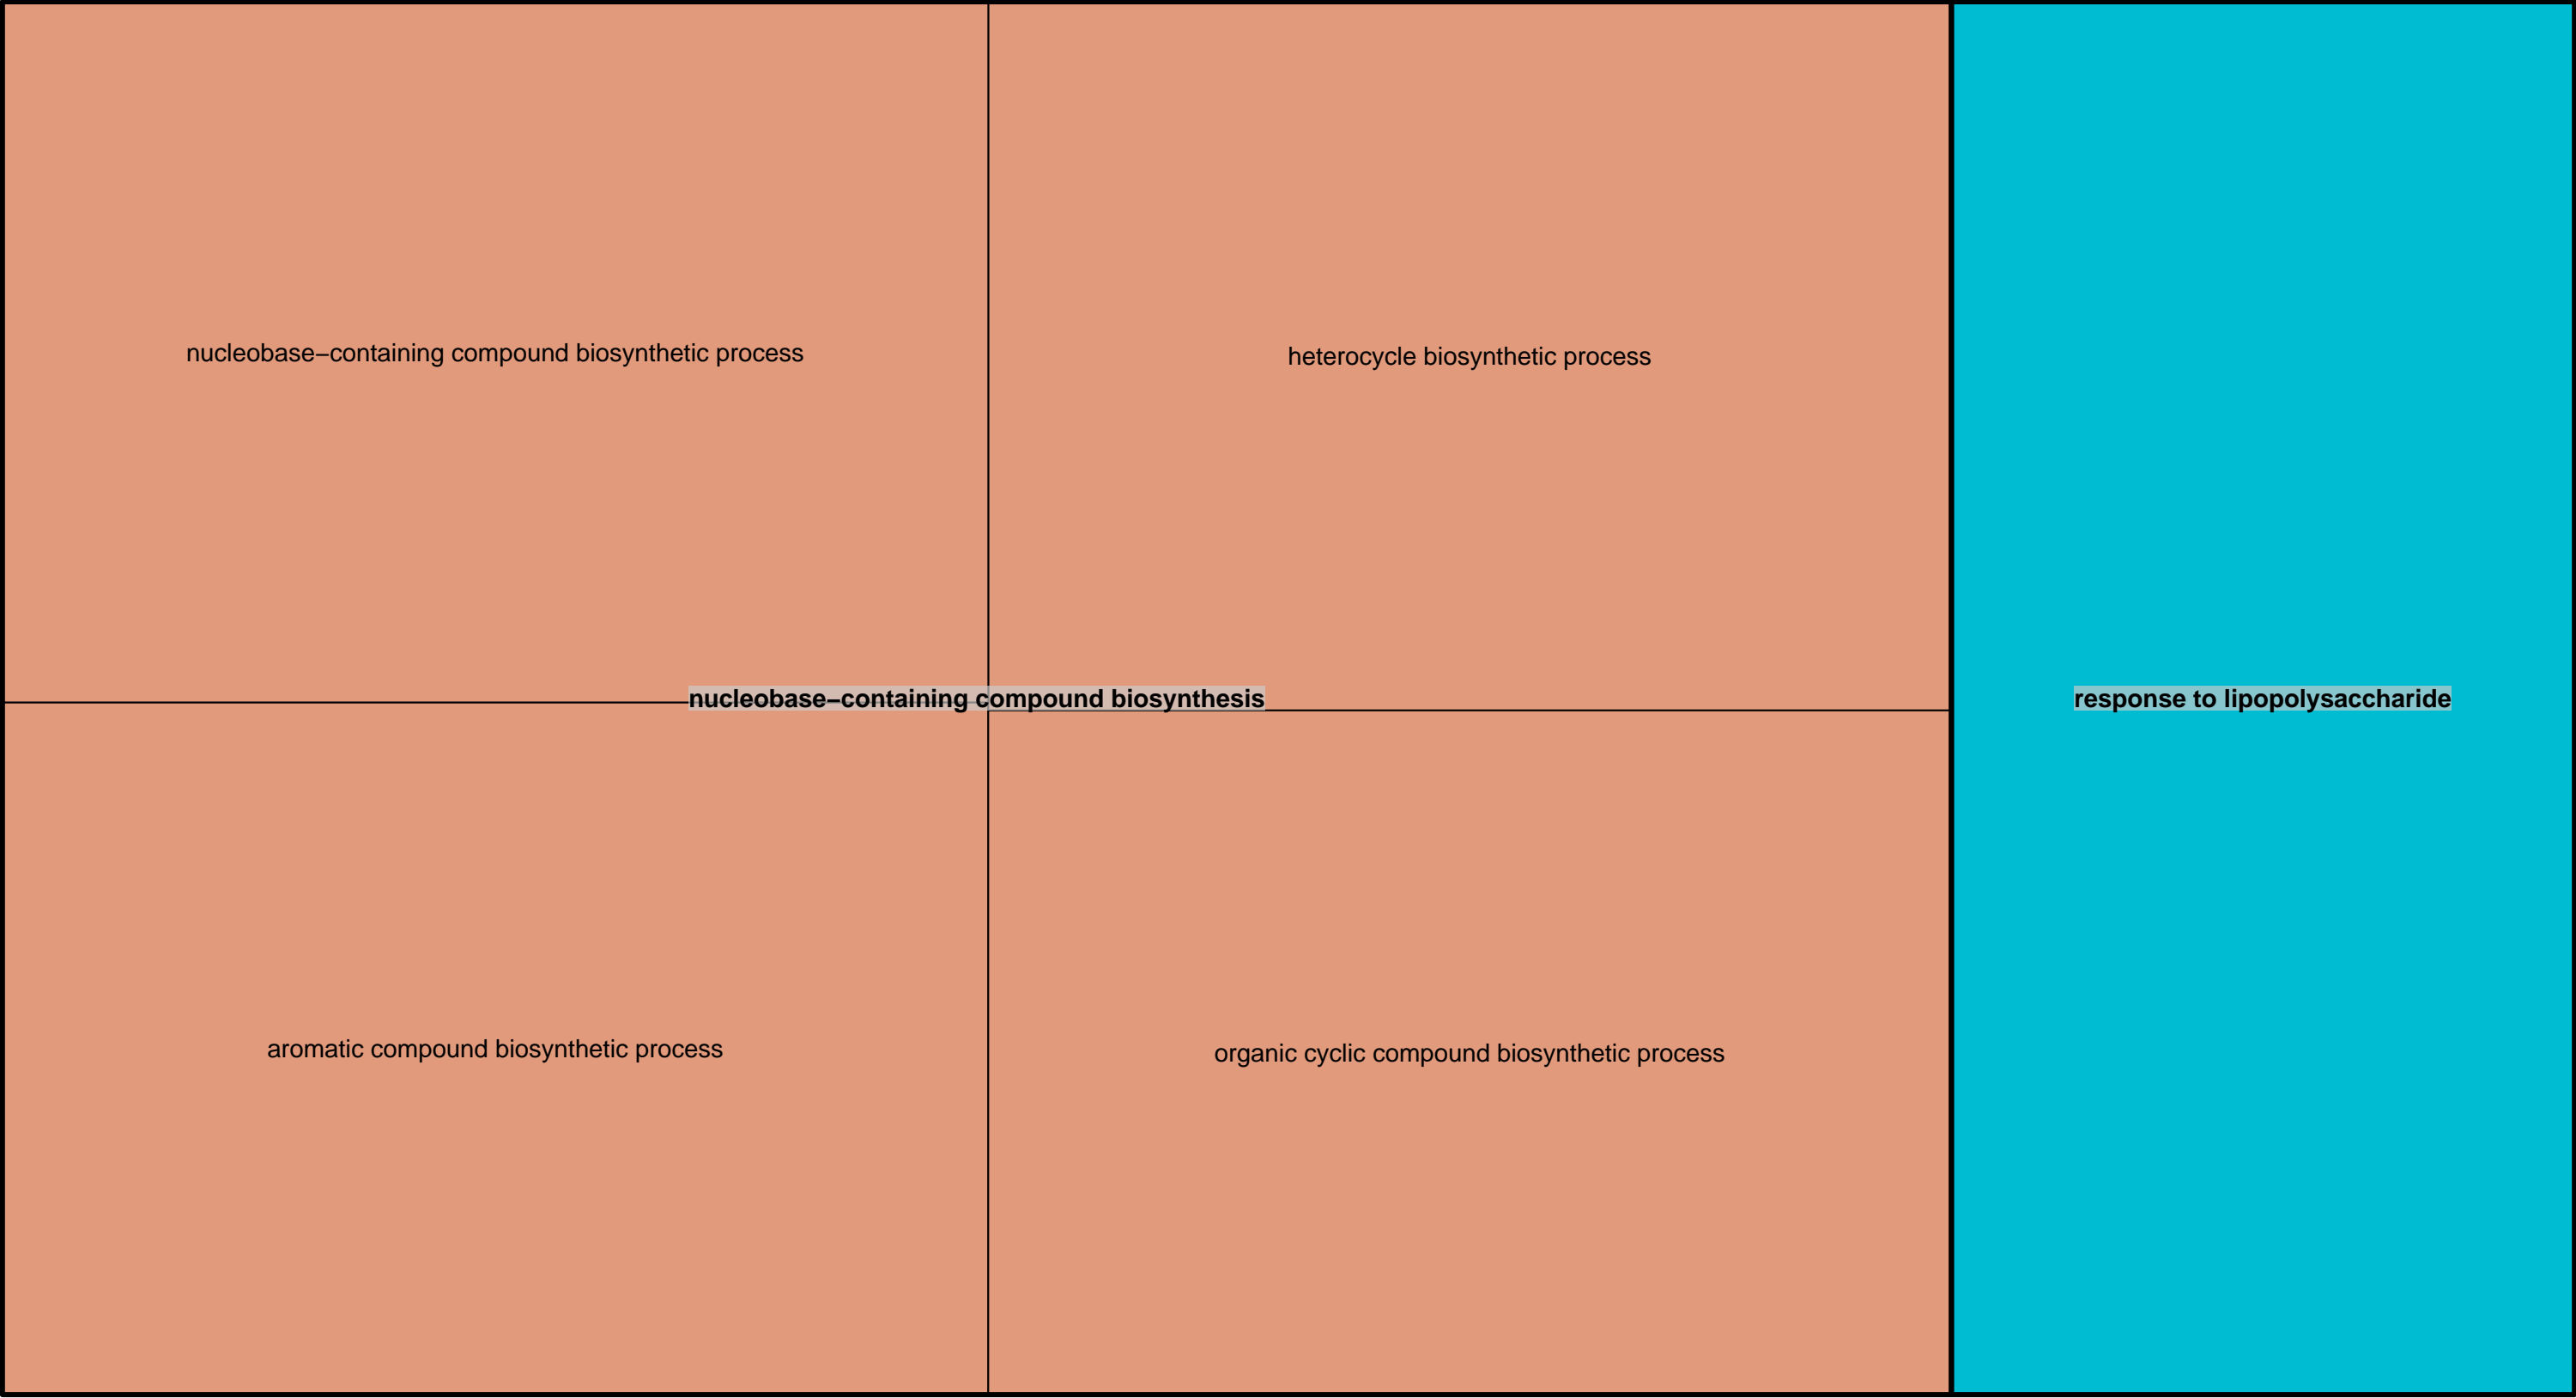 nucleobase−containing compound biosynthetic process
heterocycle biosynthetic process
nucleobase−containing compound biosynthesis
response to lipopolysaccharide
aromatic compound biosynthetic process
organic cyclic compound biosynthetic process